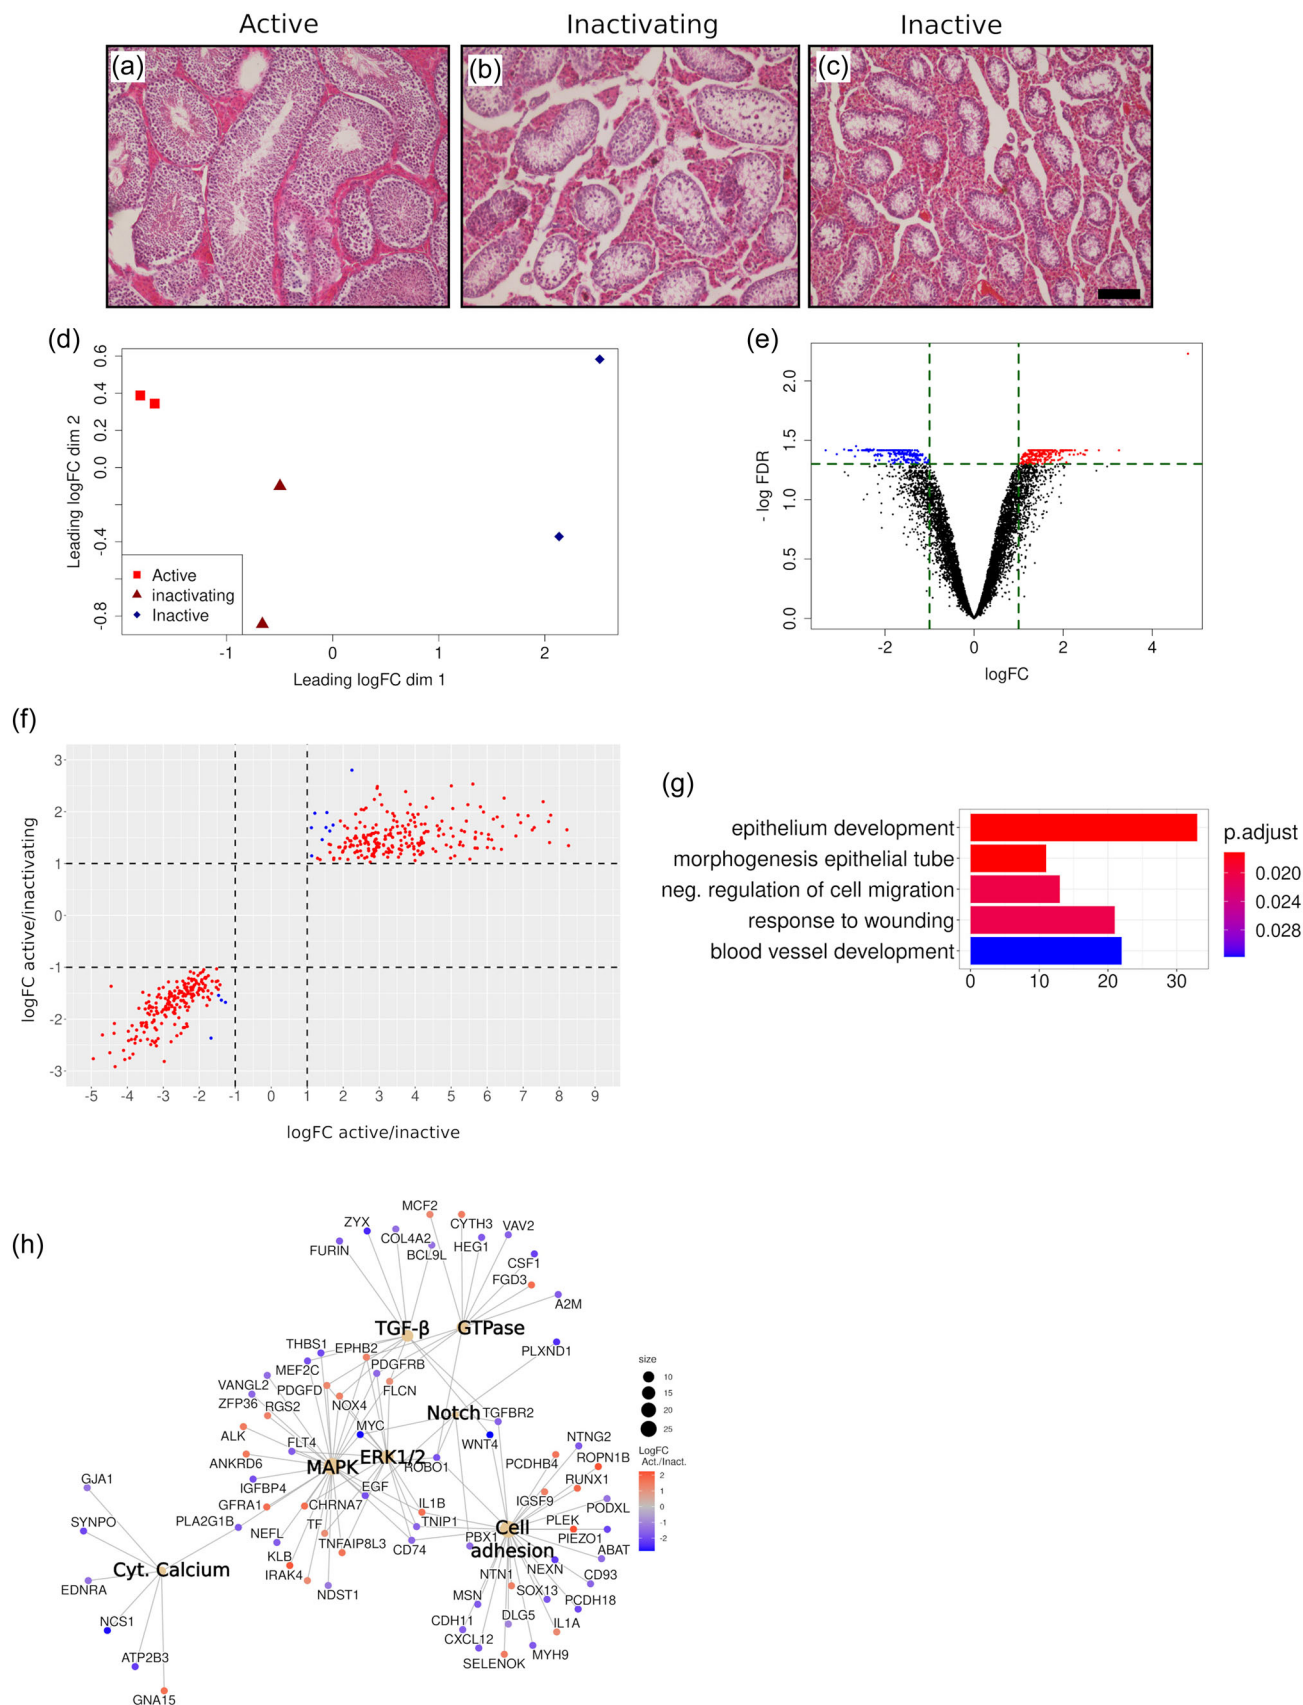 Active
Inactivating
Inactive
(a)
(b)
(c)
(d)
0.6
0.4
0.2
0.0
-0.4
-0.8
Leading logFC dim 2
Active
inactivating
Inactive
-1
0
1
2
Leading logFC dim 1
(e)
2.0
1.5
1.0
0.5
0.0
- log FDR
-2
0
2
4
logFC
(f)
3
2
1
0
-1
-2
-3
logFC active/inactivating
-5 -4 -3 -2 -1 0 1 2 3 4 5 6 7 8 9
logFC active/inactive
(g)
epithelium development
morphogenesis epithelial tube
neg. regulation of cell migration
response to wounding
blood vessel development
0 10 20 30
p.adjust
0.020
0.024
0.028
(h)
MCF2
ZYX
CYTH3
COL4A2
VAV2
FURIN
BCL9L
HEG1
CSF1
FGD3
A2M
TGF-β
GTPase
THBS1
EPHB2
PLXND1
MEF2C
PDGFRB
VANGL2
PDGFD
FLCN
ZFP36
RGS2
NOX4
Notch
TGFBR2
ALK
MYC
FLT4
WNT4
NTNG2
ANKRD6
MAPK
ERK1/2
ROBO1
PCDHB4
ROPN1B
GJA1
IGFBP4
EGF
RUNX1
GFRA1
CHRNA7
IL1B
IGSF9
PODXL
SYNPO
PLA2G1B
TF
TNIP1
Cell
adhesion
PLEK
PIEZO1
NEFL
TNFAIP8L3
PBX1
ABAT
KLB
CD74
NEXN
CD93
Cyt. Calcium
IRAK4
NTN1
SOX13
PCDH18
EDNRA
NDST1
MSN
NCS1
CDH11
DLG5
IL1A
CXCL12
MYH9
ATP2B3
SELENOK
GNA15
size
10
15
20
25
LogFC
Act./Inact.
2
1
0
-1
-2